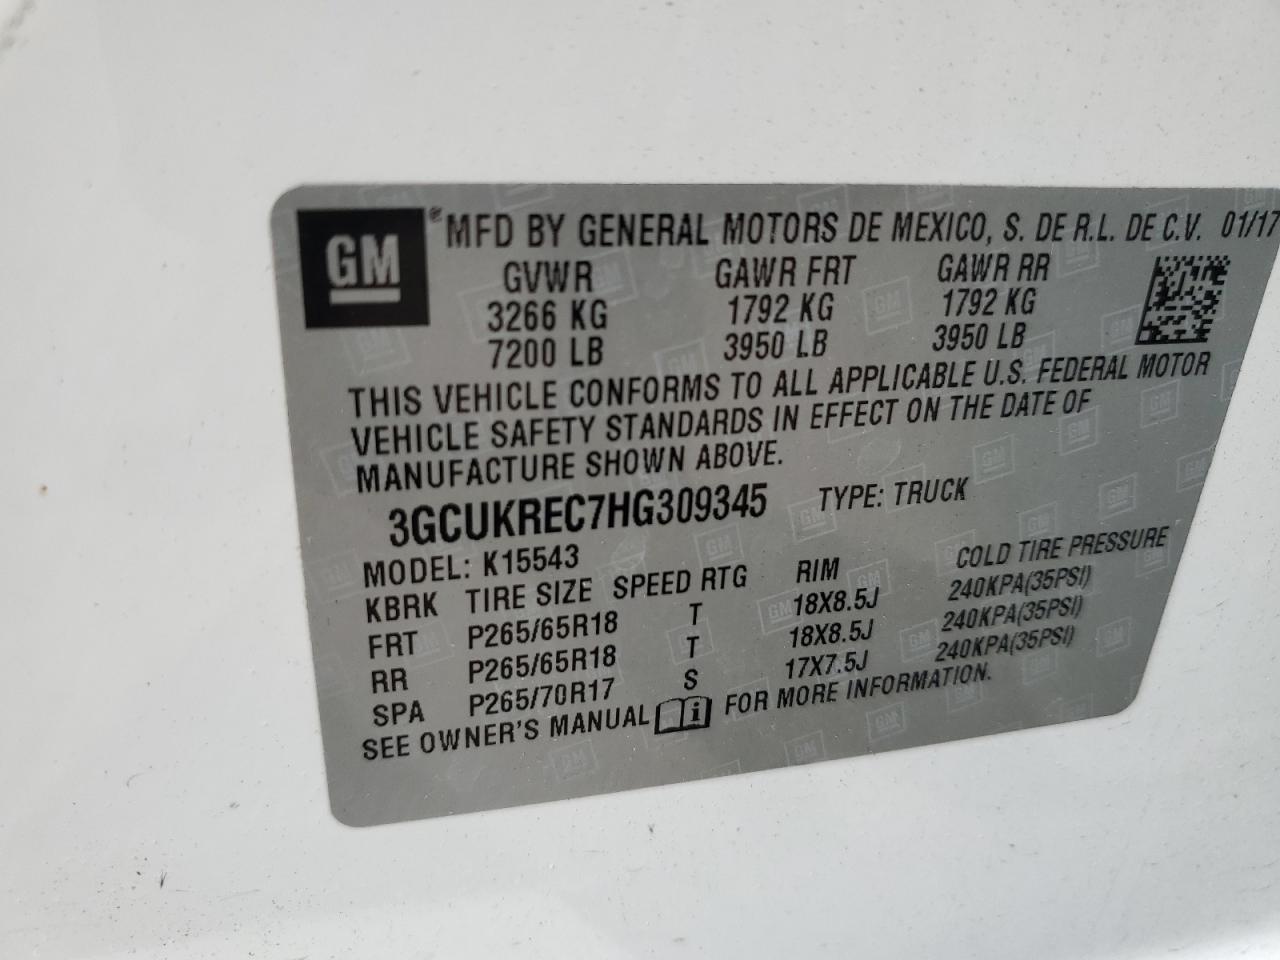 GM
® MFD BY GENERAL MOTORS DE MEXICO, S. DE R.L. DE C.V. 01/17
GVWR GAWR FRT GAWR RR
3266 KG 1792 KG 1792 KG
7200 LB 3950 LB 3950 LB
THIS VEHICLE CONFORMS TO ALL APPLICABLE U.S. FEDERAL MOTOR
VEHICLE SAFETY STANDARDS IN EFFECT ON THE DATE OF
MANUFACTURE SHOWN ABOVE.
3GCUKREC7HG309345 TYPE: TRUCK
MODEL: K15543
KBRK TIRE SIZE SPEED RTG RIM COLD TIRE PRESSURE
FRT P265/65R18 T 18X8.5J 240KPA(35PSI)
RR P265/65R18 T 18X8.5J 240KPA(35PSI)
SPA P265/70R17 S 17X7.5J 240KPA(35PSI)
SEE OWNER'S MANUAL i FOR MORE INFORMATION.